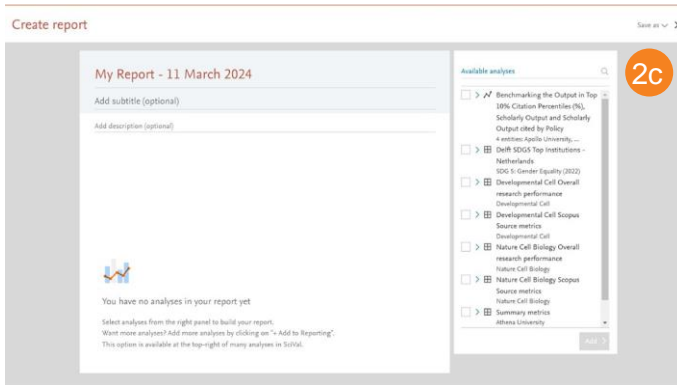 Create report
Save as
My Report - 11 March 2024
Add subtitle (optional)
Add description (optional)
You have no analyses in your report yet
Select analyses from the right panel to build your report.
Want more analyses? Add more analyses by clicking on "+ Add to Reporting".
This option is available at the top-right of many analyses in SciVal.
Available analyses
2c
Benchmarking the Output in Top
10% Citation Percentiles (%),
Scholarly Output and Scholarly
Output cited by Policy
4 entities: Apollo University, ...
Delft SDGS Top Institutions -
Netherlands
SDG 5: Gender Equality (2022)
Developmental Cell Overall
research performance
Developmental Cell
Developmental Cell Scopus
Source metrics
Developmental Cell
Nature Cell Biology Overall
research performance
Nature Cell Biology
Nature Cell Biology Scopus
Source metrics
Nature Cell Biology
Summary metrics
Athena University
Add